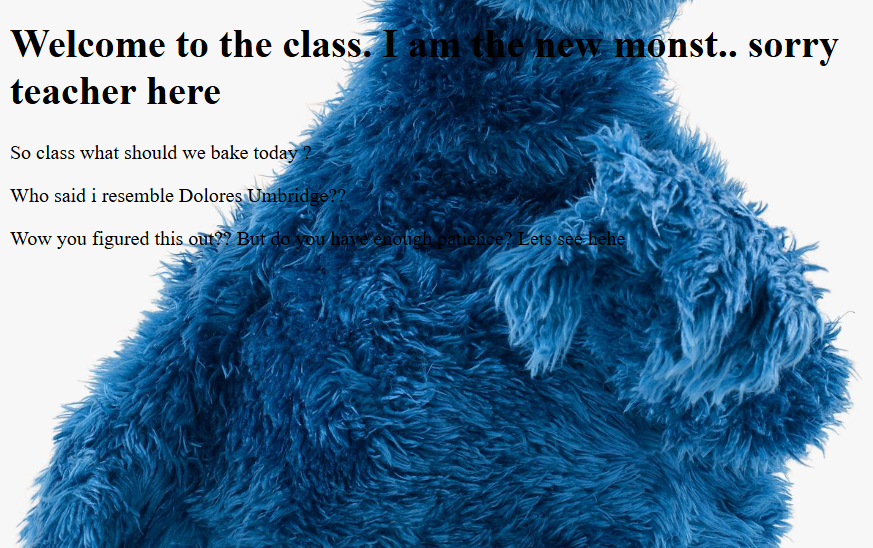 Welcome to the class. I am the new monst.. sorry
teacher here
So class what should we bake today ?
Who said i resemble Dolores Umbridge??
Wow you figured this out?? But do you have enough patience? Lets see hehe